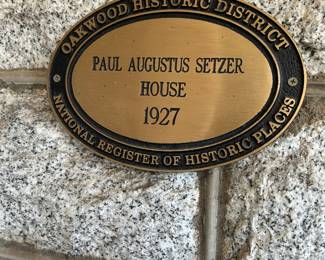 OAKWOOD HISTORIC DISTRICT
PAUL AUGUSTUS SETZER
HOUSE
1927
NATIONAL REGISTER OF HISTORIC PLACES